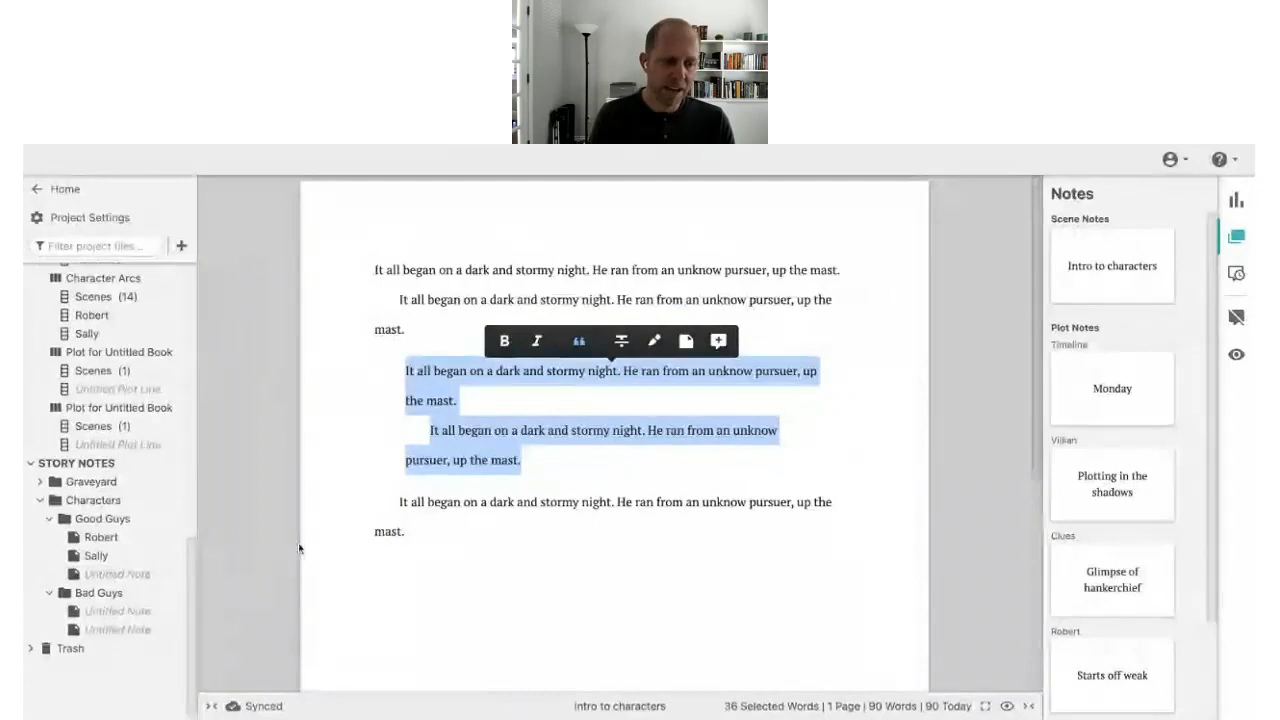 Home
Project Settings
Filter project files...
Character Arcs
Scenes (14)
Robert
Sally
Plot for Untitled Book
Scenes (1)
Untitled Plot Line
Plot for Untitled Book
Scenes (1)
Untitled Plot Line
STORY NOTES
Graveyard
Characters
Good Guys
Robert
Sally
Untitled Note
Bad Guys
Untitled Note
Untitled Note
Trash
It all began on a dark and stormy night. He ran from an unknow pursuer, up the mast.
It all began on a dark and stormy night. He ran from an unknow pursuer, up the
mast.
B I
It all began on a dark and stormy night. He ran from an unknow pursuer, up
the mast.
It all began on a dark and stormy night. He ran from an unknow
pursuer, up the mast.
It all began on a dark and stormy night. He ran from an unknow pursuer, up the
mast.
Synced
Intro to characters
36 Selected Words | 1 Page | 90 Words | 90 Today
Notes
Scene Notes
Intro to characters
Plot Notes
Timeline
Monday
Villian
Plotting in the
shadows
Clues
Glimpse of
hankerchief
Robert
Starts off weak